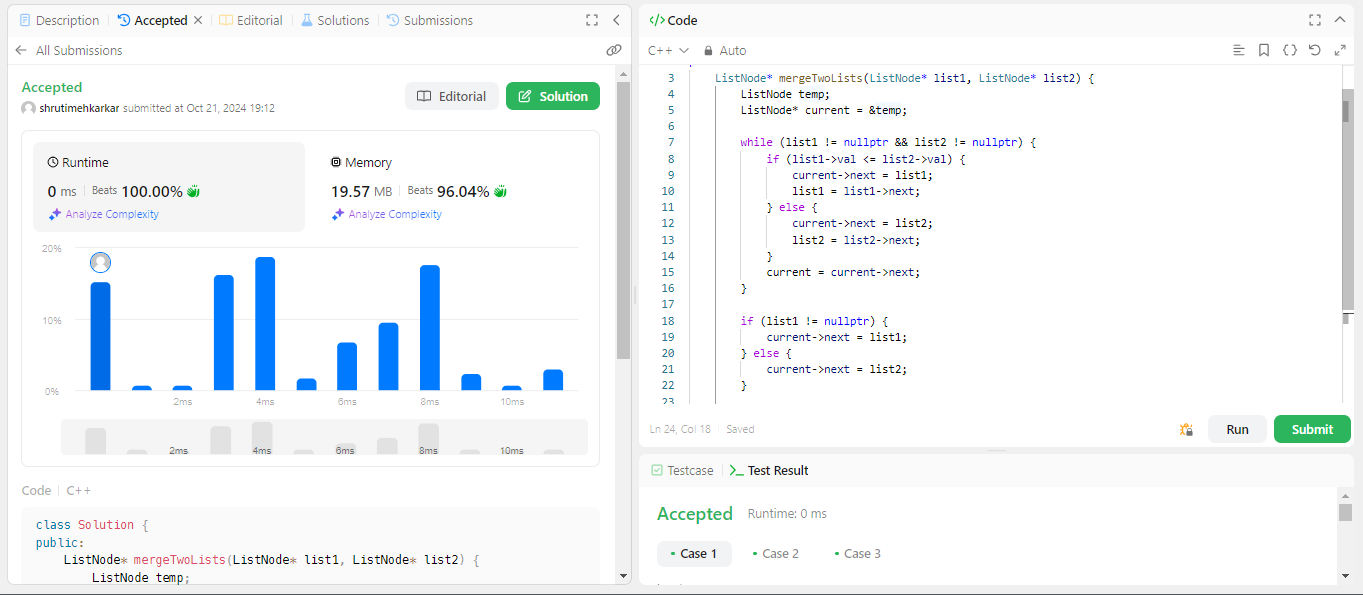 Description
Accepted
Editorial
Solutions
Submissions
All Submissions
Accepted
shrutimehkarkar submitted at Oct 21, 2024 19:12
Editorial
Solution
Runtime
0 ms
Beats 100.00%
Analyze Complexity
Memory
19.57 MB
Beats 96.04%
Analyze Complexity
20%
10%
0%
2ms 4ms 6ms 8ms 10ms
2ms 4ms 6ms 8ms 10ms
Code C++
class Solution {
public:
ListNode* mergeTwoLists(ListNode* list1, ListNode* list2) {
ListNode temp;
</> Code
C++ Auto
3 ListNode* mergeTwoLists(ListNode* list1, ListNode* list2) {
4 ListNode temp;
5 ListNode* current = &temp;
6
7 while (list1 != nullptr && list2 != nullptr) {
8 if (list1->val <= list2->val) {
9 current->next = list1;
10 list1 = list1->next;
11 } else {
12 current->next = list2;
13 list2 = list2->next;
14 }
15 current = current->next;
16 }
17
18 if (list1 != nullptr) {
19 current->next = list1;
20 } else {
21 current->next = list2;
22 }
23
Ln 24, Col 18 Saved
Run
Submit
Testcase
Test Result
Accepted Runtime: 0 ms
Case 1
Case 2
Case 3